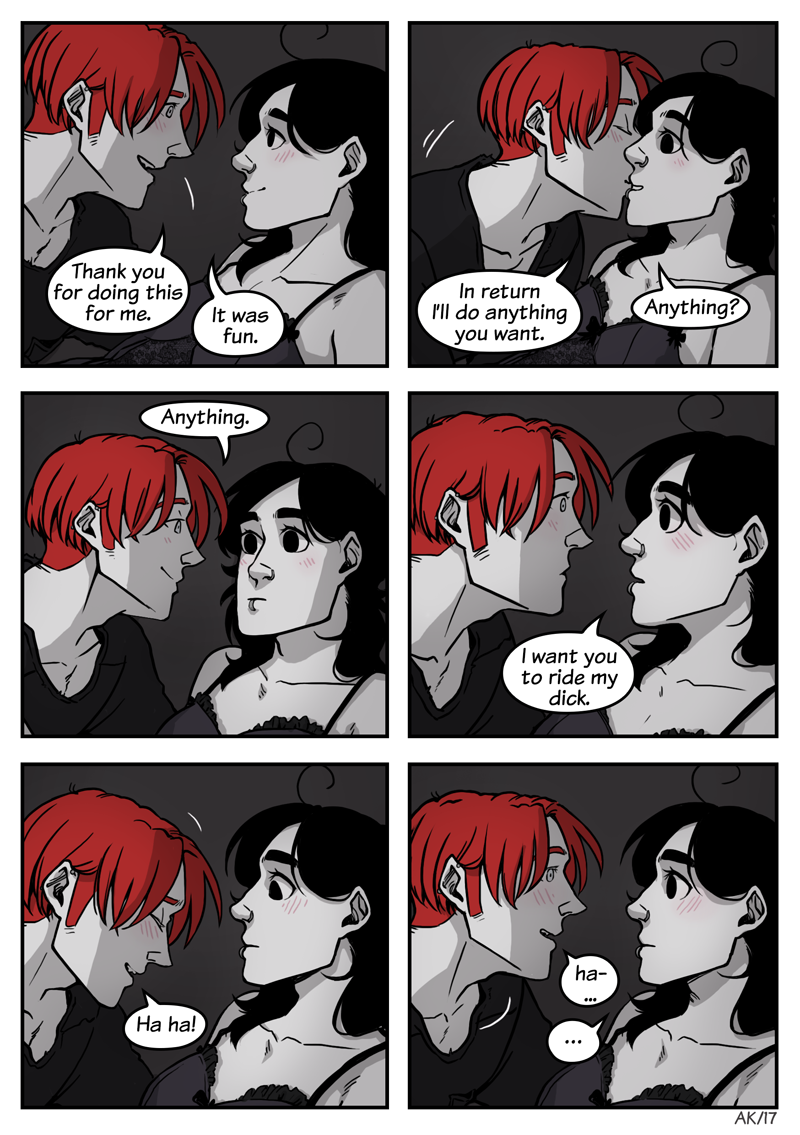 Thank you
for doing this
for me.
It was
fun.
In return
I'll do anything
you want.
Anything?
Anything.
I want you
to ride my
dick.
Ha ha!
ha-
...
...
AK/17